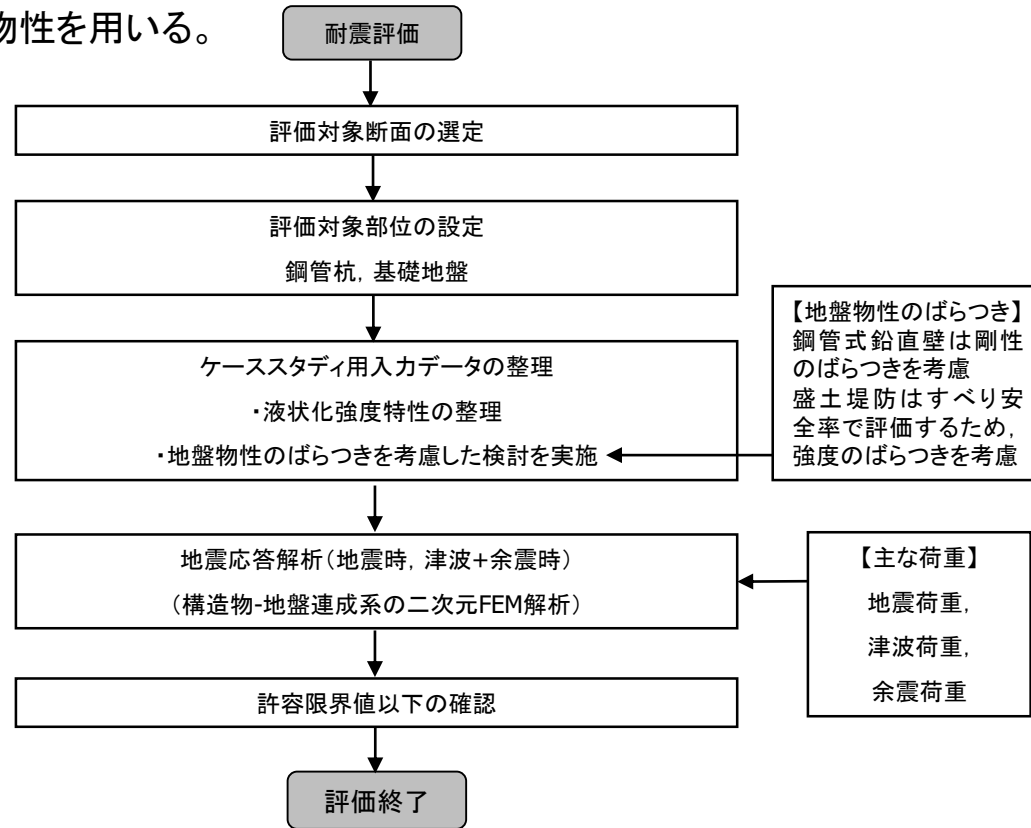 物性を用いる。
耐震評価
評価対象断面の選定
評価対象部位の設定
鋼管杭, 基礎地盤
【地盤物性のばらつき】
鋼管式鉛直壁は剛性
のばらつきを考慮
盛土堤防はすべり安
全率で評価するため,
強度のばらつきを考慮
ケーススタディ用入力データの整理
・液状化強度特性の整理
・地盤物性のばらつきを考慮した検討を実施
地震応答解析(地震時, 津波+余震時)
(構造物-地盤連成系の二次元FEM解析)
【主な荷重】
地震荷重,
津波荷重,
余震荷重
許容限界値以下の確認
評価終了